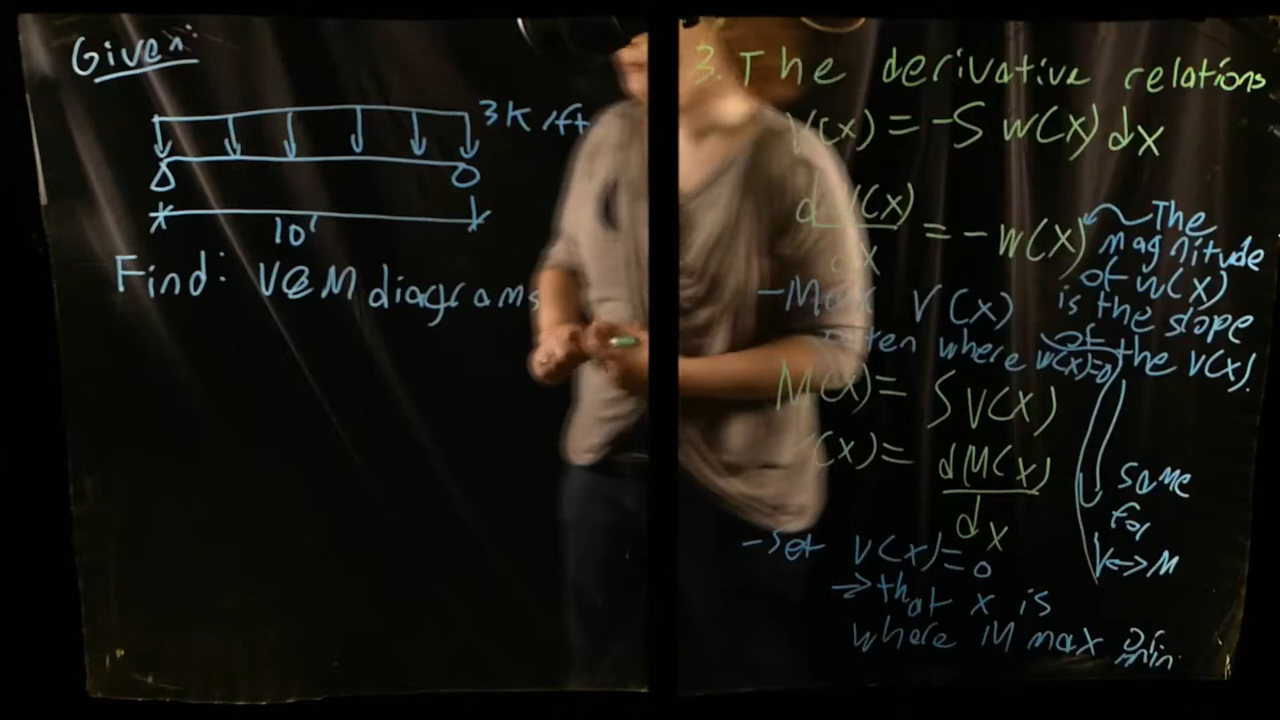 Given:
3K/ft
10'
Find: V&M diagrams
3. The derivative relations
V(x) = -∫ w(x) dx
dV(x)
dx
= -w(x)
The
magnitude
of w(x)
is the slope
of the V(x).
-Max V(x)
often where w(x)=0
M(x) = ∫ V(x)
(x) = dM(x)
dx
same
for
V↔M
-Set V(x)=0
→that x is
where M max or
min.